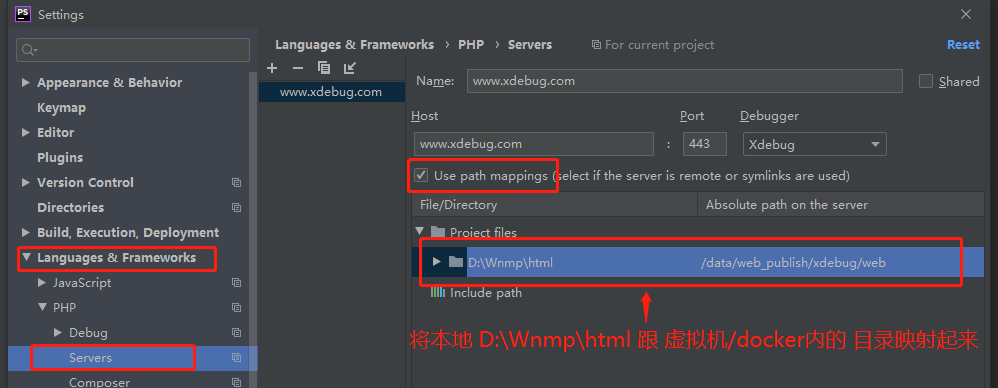 PS Settings
Languages & Frameworks › PHP › Servers For current project Reset
Appearance & Behavior
Keymap
Editor
Plugins
Version Control
Directories
Build, Execution, Deployment
Languages & Frameworks
JavaScript
PHP
Debug
Servers
Composer
www.xdebug.com
Name: www.xdebug.com Shared
Host Port Debugger
www.xdebug.com : 443 Xdebug
Use path mappings (select if the server is remote or symlinks are used)
File/Directory Absolute path on the server
Project files
D:\Wnmp\html /data/web_publish/xdebug/web
Include path
将本地 D:\Wnmp\html 跟 虚拟机/docker内的 目录映射起来